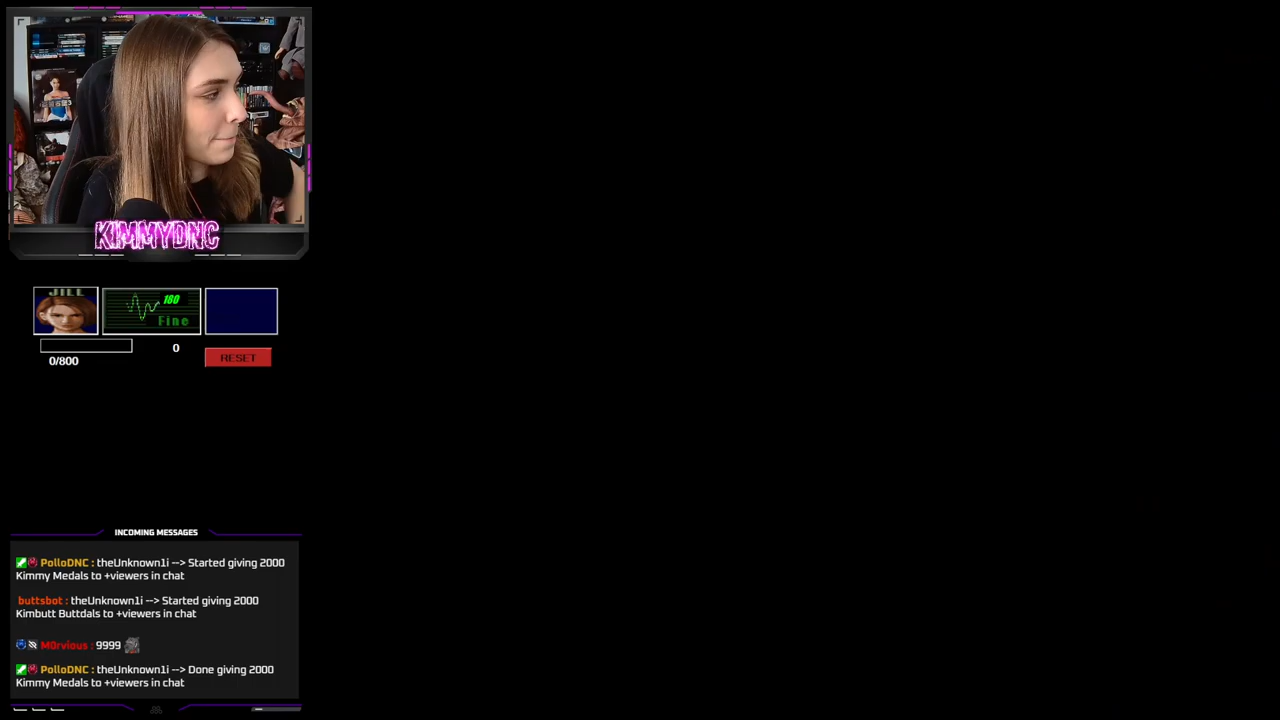 KIMMYDNC
JILL
180
Fine
0
0/800
RESET
INCOMING MESSAGES
PolloDNC : theUnknown1i --> Started giving 2000
Kimmy Medals to +viewers in chat
buttsbot : theUnknown1i --> Started giving 2000
Kimbutt Buttdals to +viewers in chat
M0rvious : 9999
PolloDNC : theUnknown1i --> Done giving 2000
Kimmy Medals to +viewers in chat